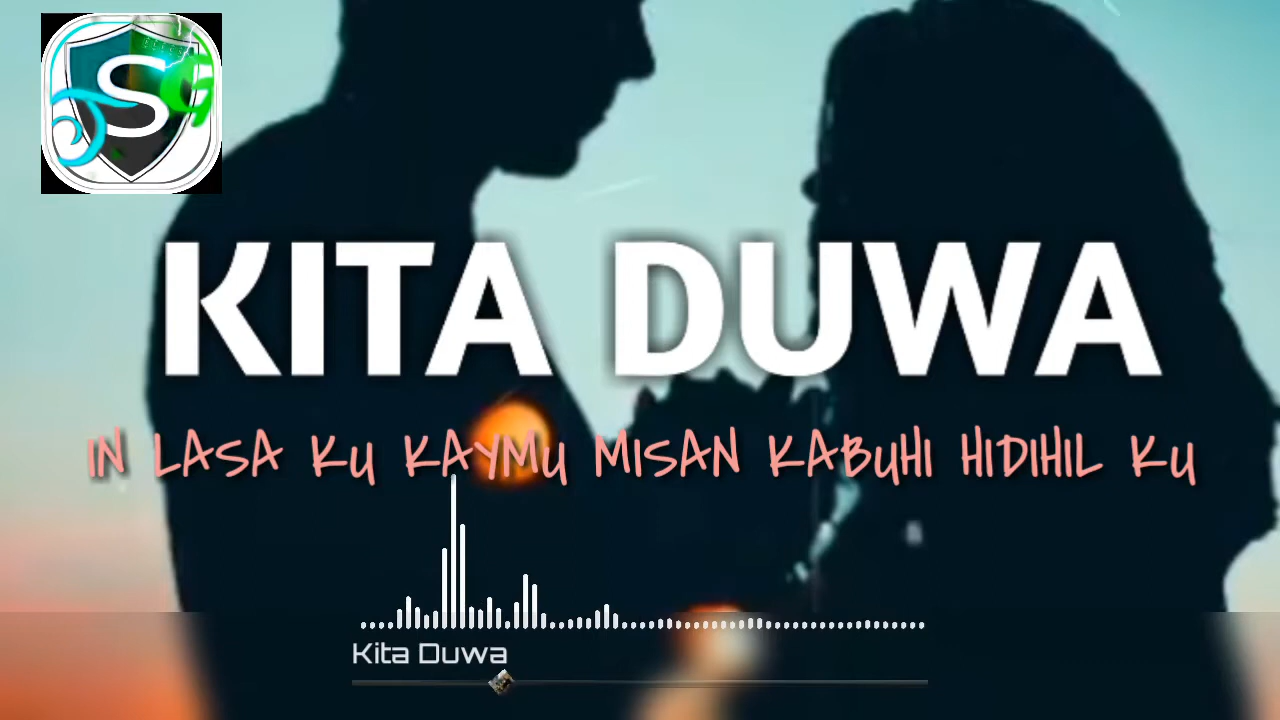 S
KITA DUWA
IN LASA KU KAYMU MISAN KABUHI HIDIHIL KU
Kita Duwa